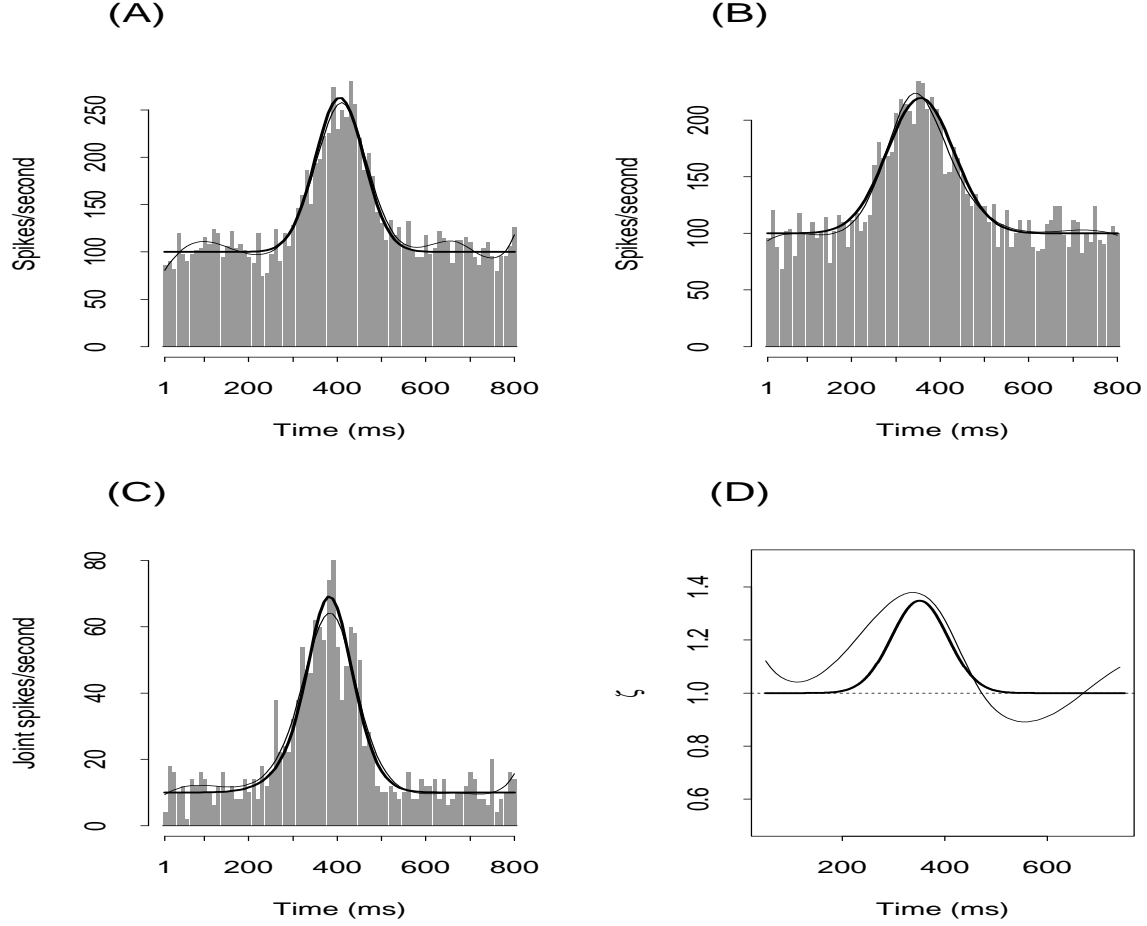 (A)
Spikes/second
0 50 100 150 200 250
1 200 400 600 800
Time (ms)
(B)
Spikes/second
0 50 100 150 200
1 200 400 600 800
Time (ms)
(C)
Joint spikes/second
0 20 40 60 80
1 200 400 600 800
Time (ms)
(D)
ζ
0.6 0.8 1.0 1.2 1.4
200 400 600
Time (ms)